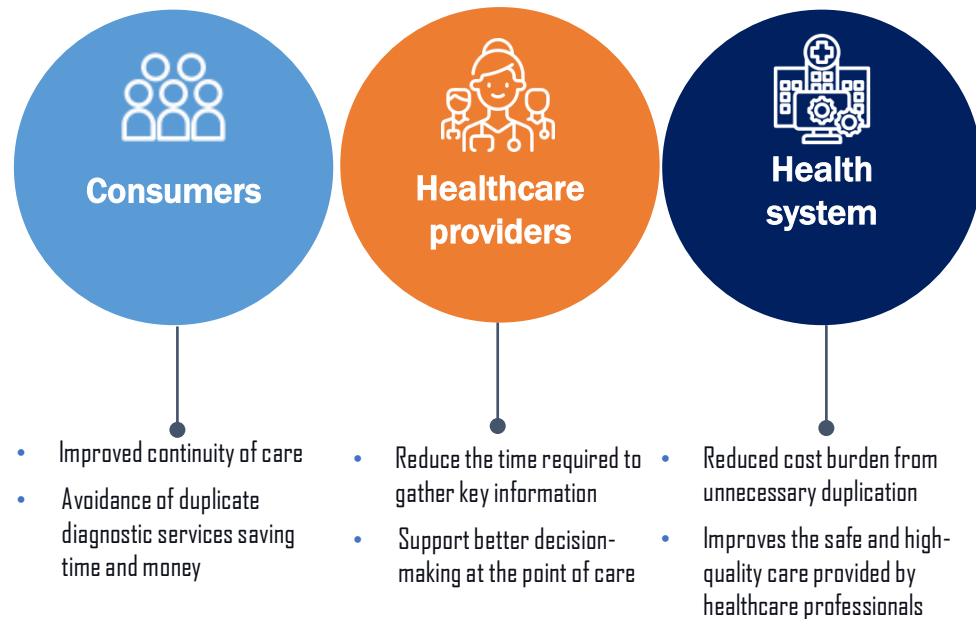 Consumers
• Improved continuity of care
• Avoidance of duplicate
diagnostic services saving
time and money
Healthcare
providers
• Reduce the time required to
gather key information
• Support better decision-
making at the point of care
Health
system
• Reduced cost burden from
unnecessary duplication
• Improves the safe and high-
quality care provided by
healthcare professionals